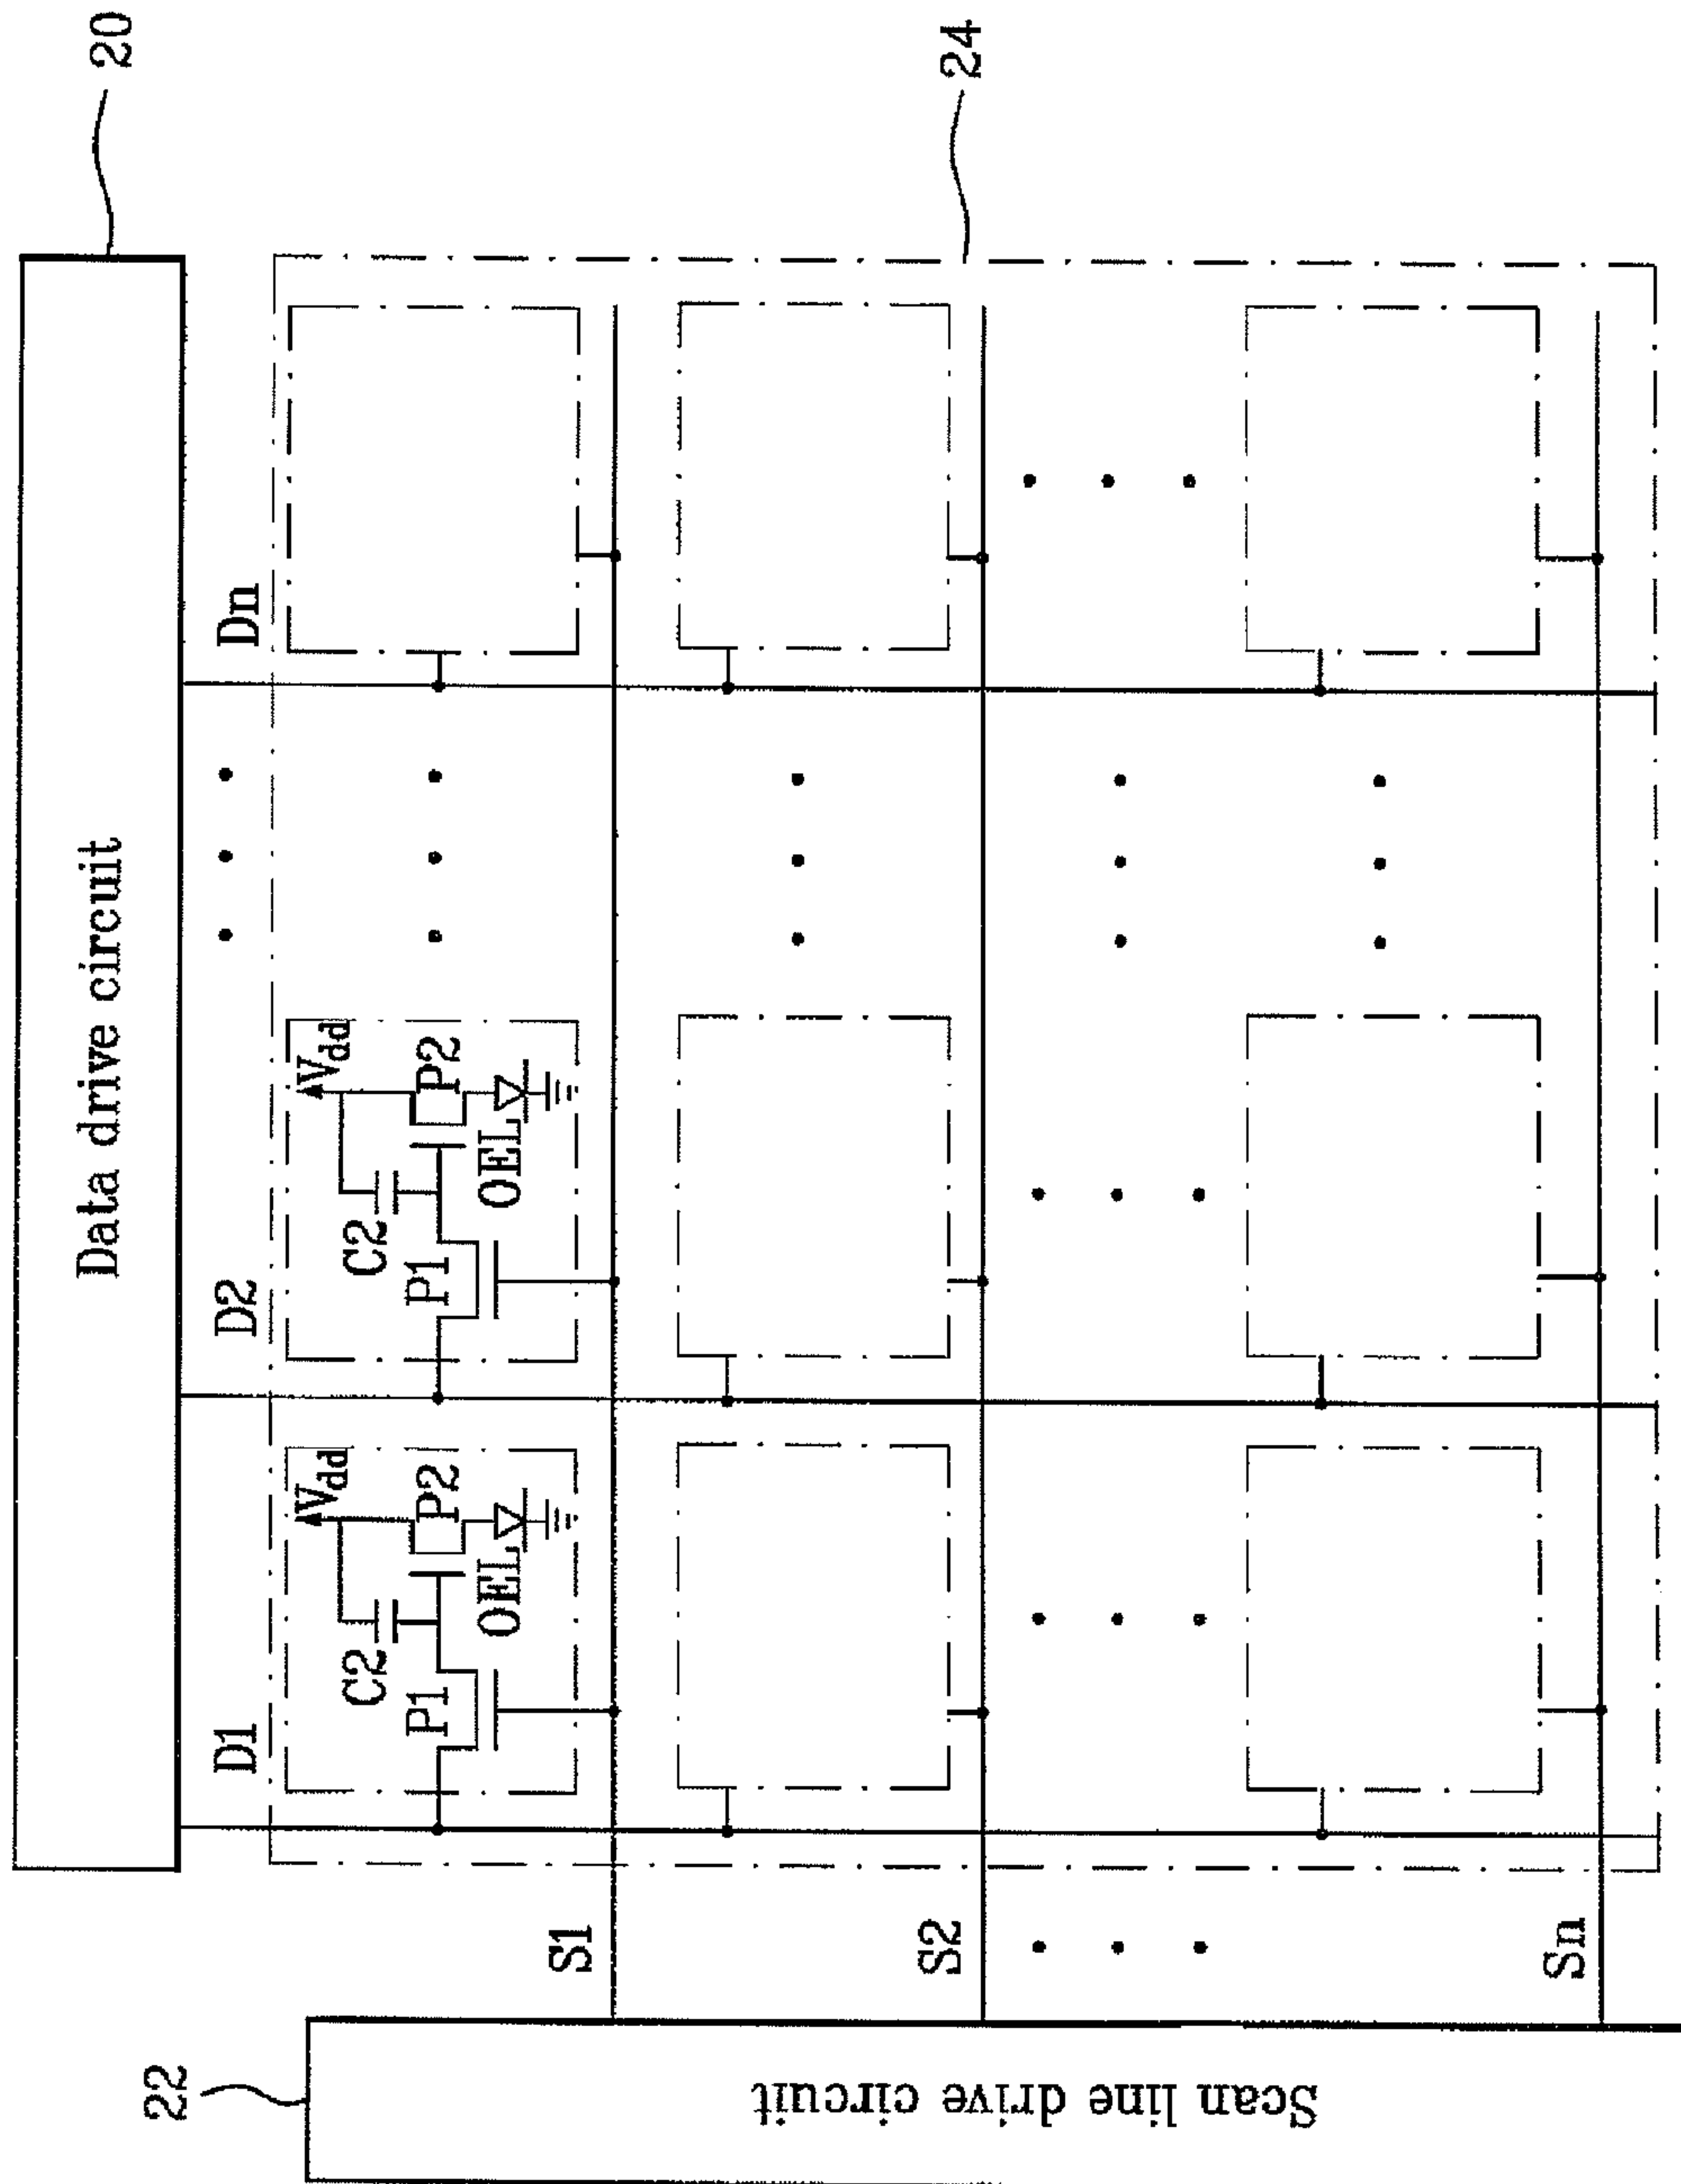 20
Data drive circuit
D1
D2
Dn
Vdd
C2
P2
P1
OEL
Vdd
C2
P2
P1
OEL
24
S1
S2
Sn
22
Scan line drive circuit